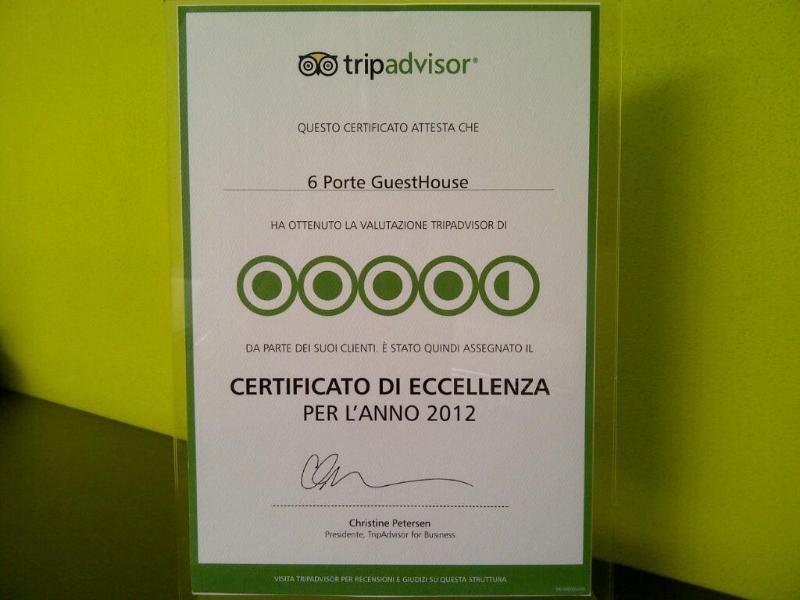 tripadvisor®
QUESTO CERTIFICATO ATTESTA CHE
6 Porte GuestHouse
HA OTTENUTO LA VALUTAZIONE TRIPADVISOR DI
DA PARTE DEI SUOI CLIENTI. È STATO QUINDI ASSEGNATO IL
CERTIFICATO DI ECCELLENZA
PER L'ANNO 2012
Christine Petersen
Presidente, TripAdvisor for Business
VISITA TRIPADVISOR PER RECENSIONI E GIUDIZI SU QUESTA STRUTTURA